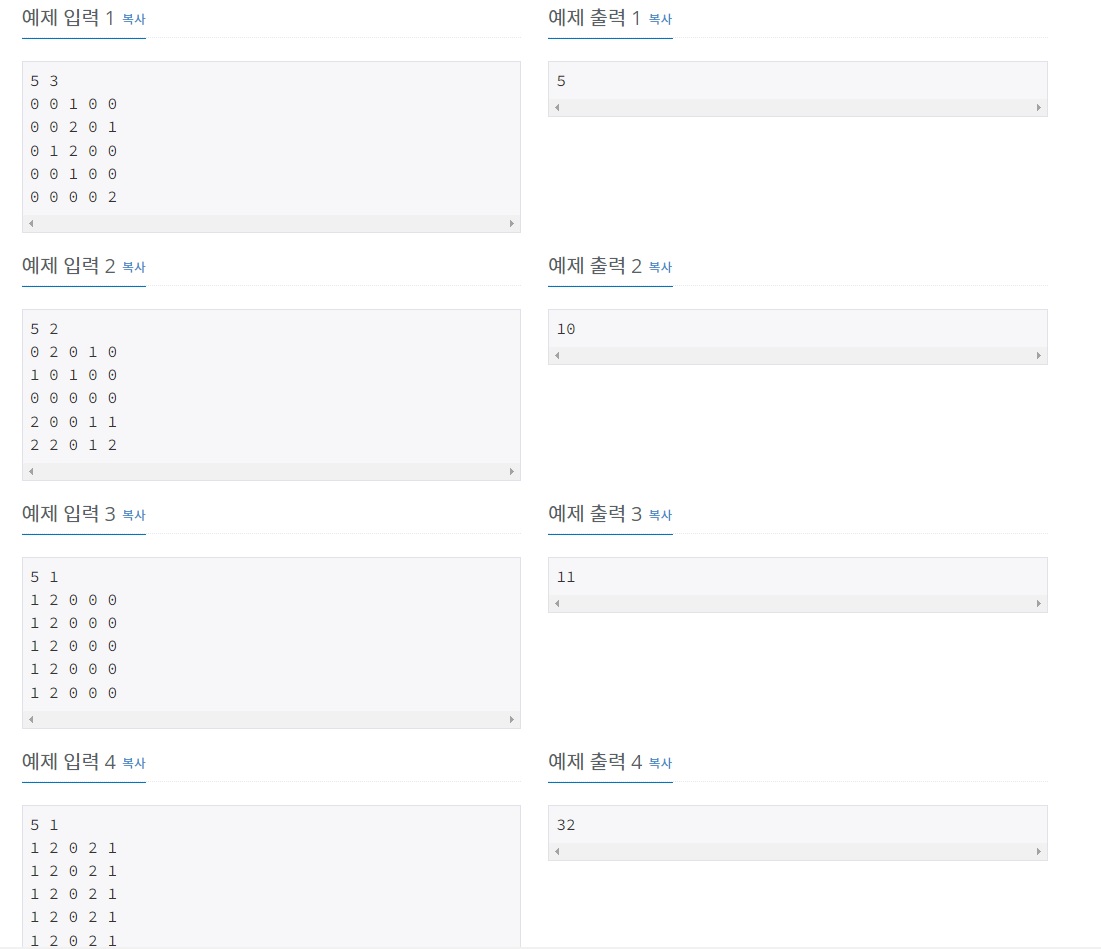 예제 입력 1 복사
5 3
0 0 1 0 0
0 0 2 0 1
0 1 2 0 0
0 0 1 0 0
0 0 0 0 2
예제 출력 1 복사
5
예제 입력 2 복사
5 2
0 2 0 1 0
1 0 1 0 0
0 0 0 0 0
2 0 0 1 1
2 2 0 1 2
예제 출력 2 복사
10
예제 입력 3 복사
5 1
1 2 0 0 0
1 2 0 0 0
1 2 0 0 0
1 2 0 0 0
1 2 0 0 0
예제 출력 3 복사
11
예제 입력 4 복사
5 1
1 2 0 2 1
1 2 0 2 1
1 2 0 2 1
1 2 0 2 1
1 2 0 2 1
예제 출력 4 복사
32